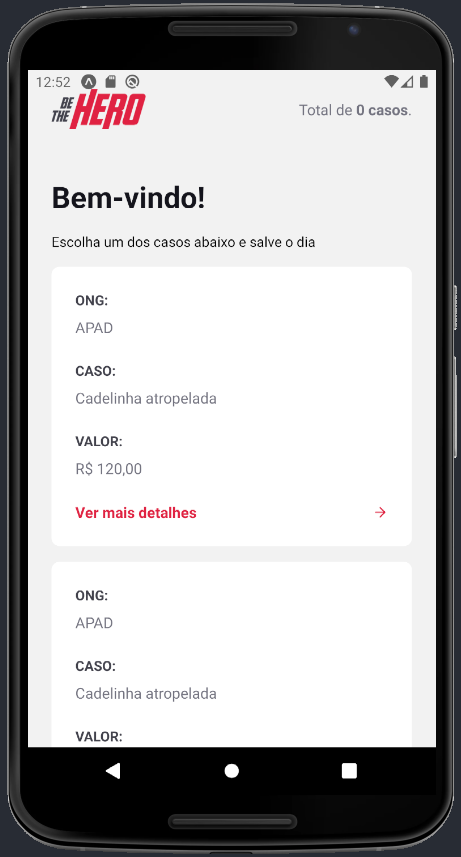 12:52
BE
THE HERO
Total de 0 casos.
Bem-vindo!
Escolha um dos casos abaixo e salve o dia
ONG:
APAD
CASO:
Cadelinha atropelada
VALOR:
R$ 120,00
Ver mais detalhes
ONG:
APAD
CASO:
Cadelinha atropelada
VALOR: